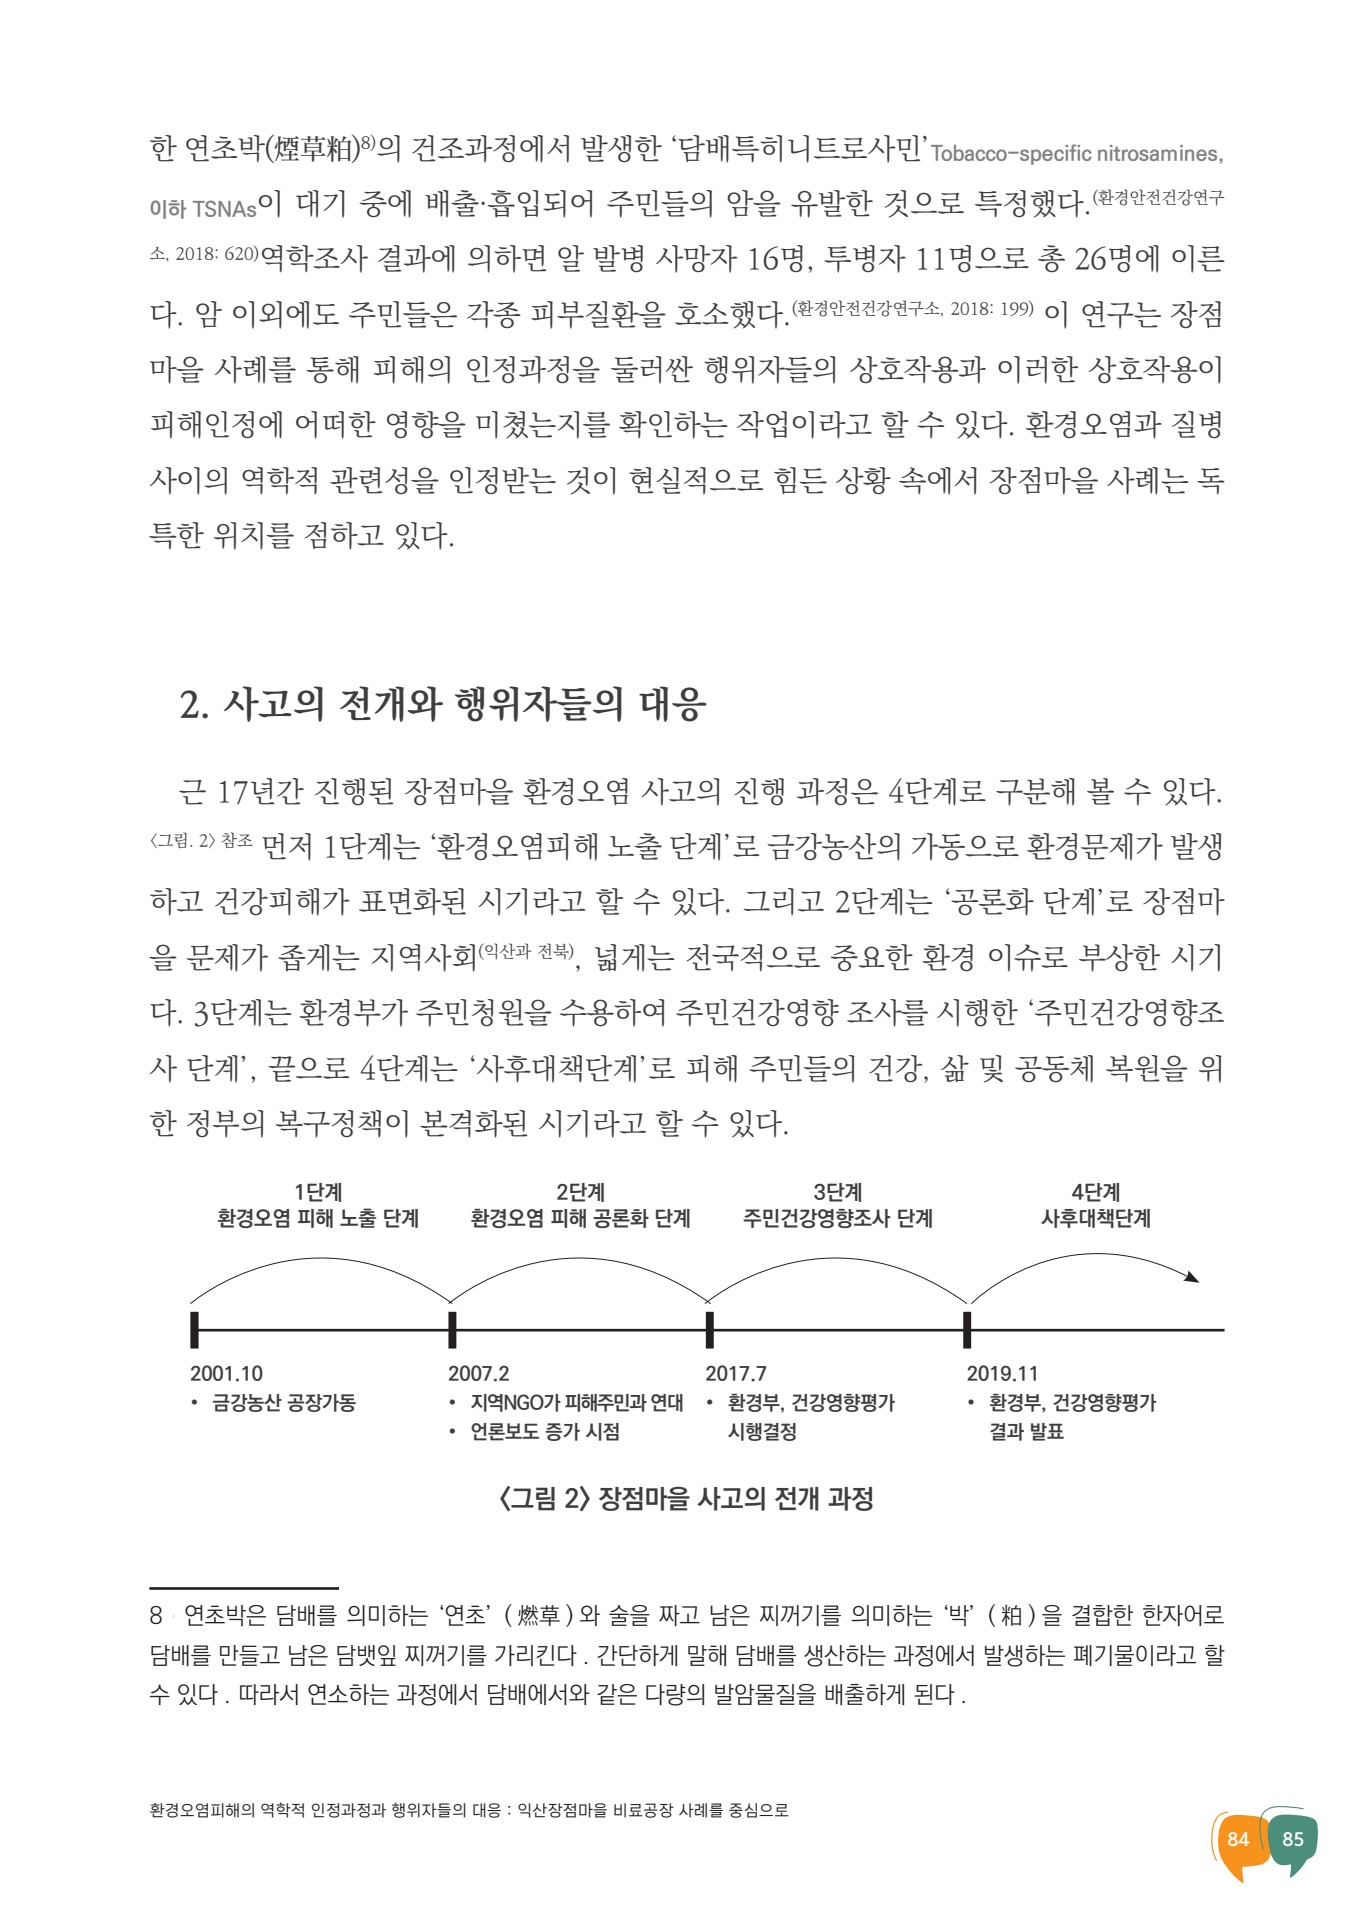 한 연초박(煙草粕)8)의 건조과정에서 발생한 ‘담배특히니트로사민’Tobacco-specific nitrosamines,
이하 TSNAs이 대기 중에 배출·흡입되어 주민들의 암을 유발한 것으로 특정했다.(환경안전건강연구
소, 2018: 620)역학조사 결과에 의하면 알 발병 사망자 16명, 투병자 11명으로 총 26명에 이른
다. 암 이외에도 주민들은 각종 피부질환을 호소했다.(환경안전건강연구소, 2018: 199) 이 연구는 장점
마을 사례를 통해 피해의 인정과정을 둘러싼 행위자들의 상호작용과 이러한 상호작용이
피해인정에 어떠한 영향을 미쳤는지를 확인하는 작업이라고 할 수 있다. 환경오염과 질병
사이의 역학적 관련성을 인정받는 것이 현실적으로 힘든 상황 속에서 장점마을 사례는 독
특한 위치를 점하고 있다.
2. 사고의 전개와 행위자들의 대응
근 17년간 진행된 장점마을 환경오염 사고의 진행 과정은 4단계로 구분해 볼 수 있다.
〈그림. 2〉 참조 먼저 1단계는 ‘환경오염피해 노출 단계’로 금강농산의 가동으로 환경문제가 발생
하고 건강피해가 표면화된 시기라고 할 수 있다. 그리고 2단계는 ‘공론화 단계’로 장점마
을 문제가 좁게는 지역사회(익산과 전북), 넓게는 전국적으로 중요한 환경 이슈로 부상한 시기
다. 3단계는 환경부가 주민청원을 수용하여 주민건강영향 조사를 시행한 ‘주민건강영향조
사 단계’, 끝으로 4단계는 ‘사후대책단계’로 피해 주민들의 건강, 삶 및 공동체 복원을 위
한 정부의 복구정책이 본격화된 시기라고 할 수 있다.
1단계
환경오염 피해 노출 단계
2단계
환경오염 피해 공론화 단계
3단계
주민건강영향조사 단계
4단계
사후대책단계
2001.10
• 금강농산 공장가동
2007.2
• 지역NGO가 피해주민과 연대
• 언론보도 증가 시점
2017.7
• 환경부, 건강영향평가
시행결정
2019.11
• 환경부, 건강영향평가
결과 발표
〈그림 2〉 장점마을 사고의 전개 과정
8 연초박은 담배를 의미하는 ‘연초’ ( 燃草 ) 와 술을 짜고 남은 찌꺼기를 의미하는 ‘박’ ( 粕 ) 을 결합한 한자어로
담배를 만들고 남은 담뱃잎 찌꺼기를 가리킨다 . 간단하게 말해 담배를 생산하는 과정에서 발생하는 폐기물이라고 할
수 있다 . 따라서 연소하는 과정에서 담배에서와 같은 다량의 발암물질을 배출하게 된다 .
환경오염피해의 역학적 인정과정과 행위자들의 대응 : 익산장점마을 비료공장 사례를 중심으로
84 85